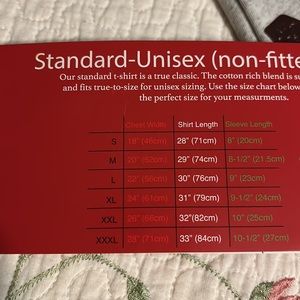 Standard-Unisex (non-fitte
Our standard t-shirt is a true classic. The cotton rich blend is su
and fits true-to-size for unisex sizing. Use the size chart below
the perfect size for your measurments.
Chest Width Shirt Length Sleeve Length
S 18" (46cm) 28" (71cm) 8" (20cm)
M 20" (52cm) 29" (74cm) 8-1/2" (21.5cm)
L 22" (56cm) 30" (76cm) 9" (23cm)
XL 24" (61cm) 31" (79cm) 9-1/2" (24cm)
XXL 26" (66cm) 32"(82cm) 10" (25cm)
XXXL 28" (71cm) 33" (84cm) 10-1/2" (27cm)